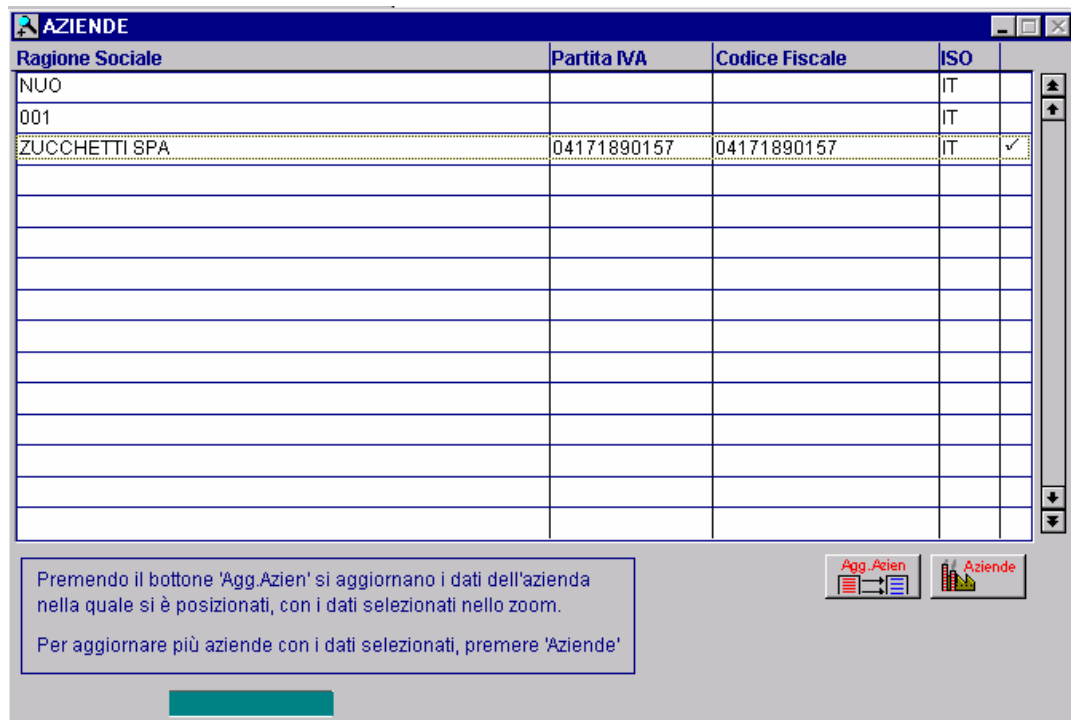 AZIENDE
Ragione Sociale Partita IVA Codice Fiscale ISO
NUO IT
001 IT
ZUCCHETTI SPA 04171890157 04171890157 IT ✓
Agg.Azien Aziende
Premendo il bottone 'Agg.Azien' si aggiornano i dati dell'azienda
nella quale si è posizionati, con i dati selezionati nello zoom.
Per aggiornare più aziende con i dati selezionati, premere 'Aziende'